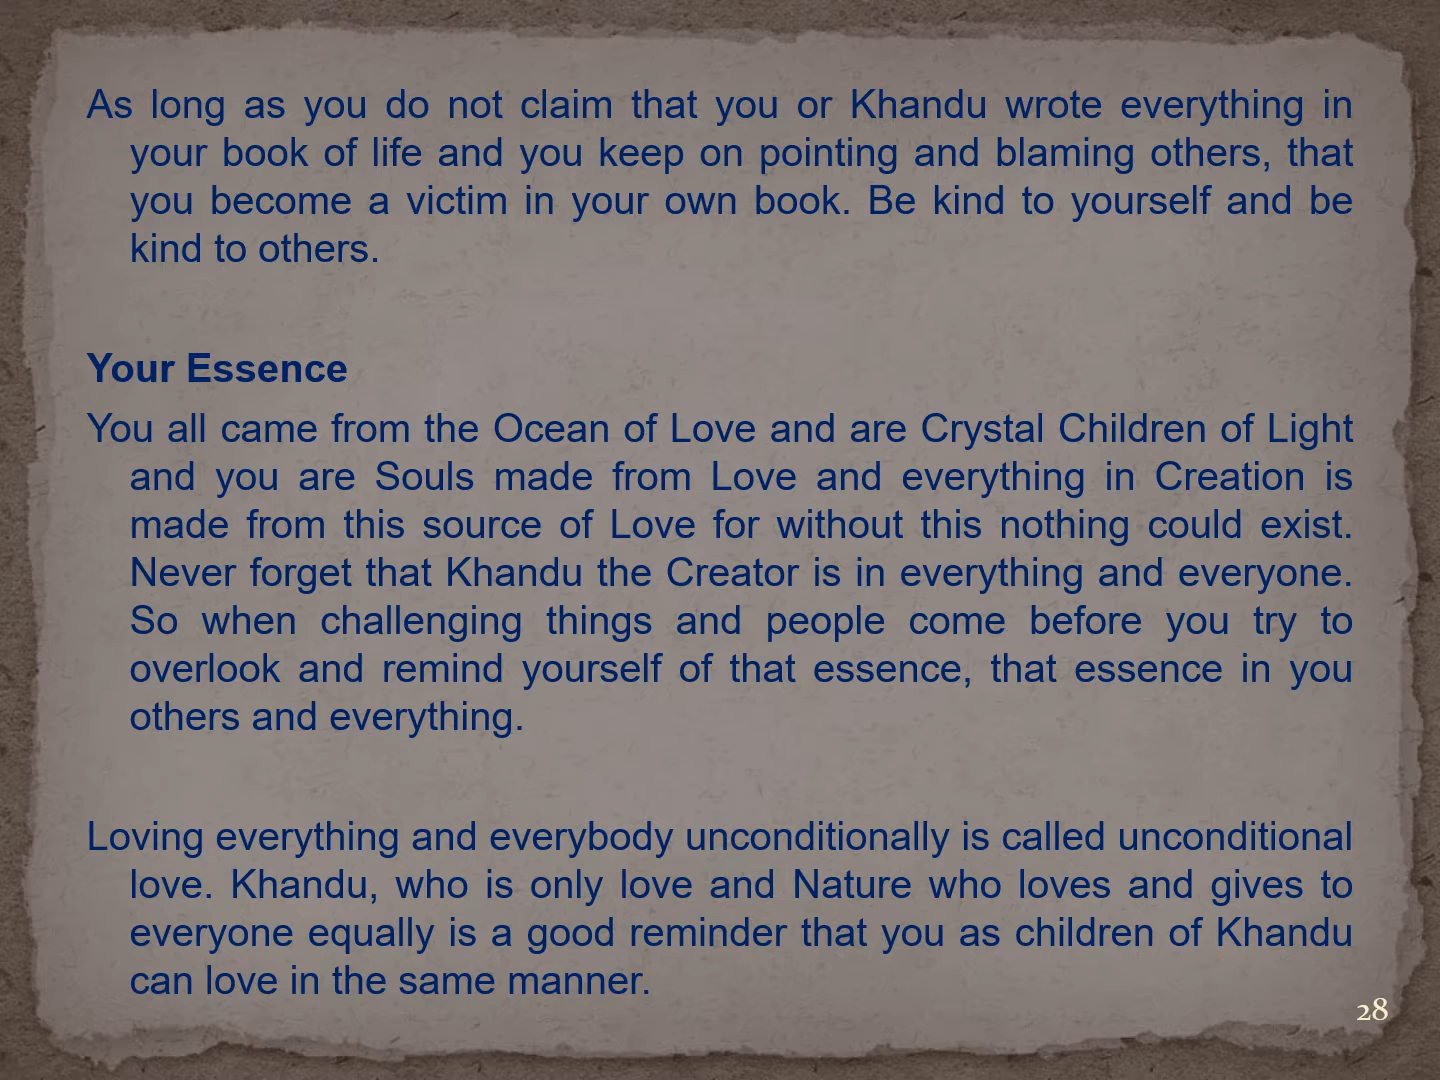 As long as you do not claim that you or Khandu wrote everything in
your book of life and you keep on pointing and blaming others, that
you become a victim in your own book. Be kind to yourself and be
kind to others.
Your Essence
You all came from the Ocean of Love and are Crystal Children of Light
and you are Souls made from Love and everything in Creation is
made from this source of Love for without this nothing could exist.
Never forget that Khandu the Creator is in everything and everyone.
So when challenging things and people come before you try to
overlook and remind yourself of that essence, that essence in you
others and everything.
Loving everything and everybody unconditionally is called unconditional
love. Khandu, who is only love and Nature who loves and gives to
everyone equally is a good reminder that you as children of Khandu
can love in the same manner.
28